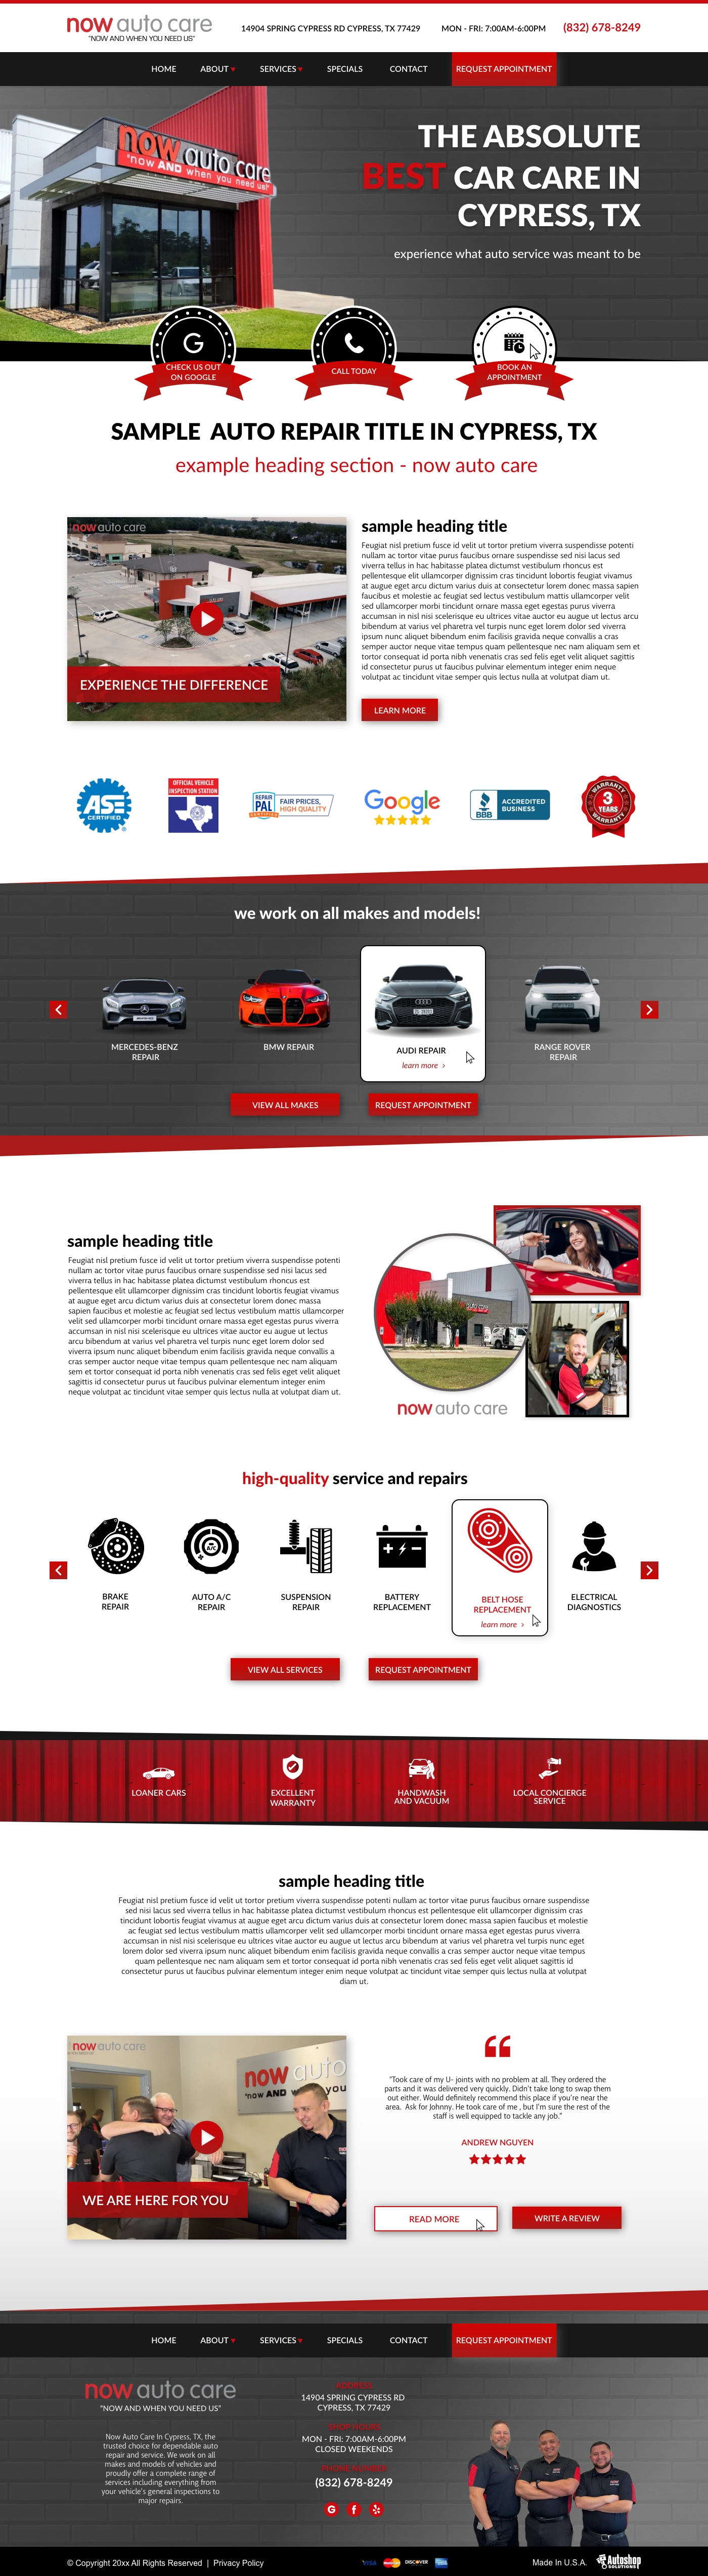 now auto care
"NOW AND WHEN YOU NEED US"
14904 SPRING CYPRESS RD CYPRESS, TX 77429
MON - FRI: 7:00AM-6:00PM
(832) 678-8249
HOME
ABOUT
SERVICES
SPECIALS
CONTACT
REQUEST APPOINTMENT
now auto care
"now AND when you need us!"
THE ABSOLUTE
BEST CAR CARE IN
CYPRESS, TX
experience what auto service was meant to be
CHECK US OUT
ON GOOGLE
CALL TODAY
BOOK AN
APPOINTMENT
SAMPLE AUTO REPAIR TITLE IN CYPRESS, TX
example heading section - now auto care
now auto care
EXPERIENCE THE DIFFERENCE
sample heading title
Feugiat nisl pretium fusce id velit ut tortor pretium viverra suspendisse potenti
nullam ac tortor vitae purus faucibus ornare suspendisse sed nisi lacus sed
viverra tellus in hac habitasse platea dictumst vestibulum rhoncus est
pellentesque elit ullamcorper dignissim cras tincidunt lobortis feugiat vivamus
at augue eget arcu dictum varius duis at consectetur lorem donec massa sapien
faucibus et molestie ac feugiat sed lectus vestibulum mattis ullamcorper velit
sed ullamcorper morbi tincidunt ornare massa eget egestas purus viverra
accumsan in nisl nisi scelerisque eu ultrices vitae auctor eu augue ut lectus arcu
bibendum at varius vel pharetra vel turpis nunc eget lorem dolor sed viverra
ipsum nunc aliquet bibendum enim facilisis gravida neque convallis a cras
semper auctor neque vitae tempus quam pellentesque nec nam aliquam sem et
tortor consequat id porta nibh venenatis cras sed felis eget velit aliquet sagittis
id consectetur purus ut faucibus pulvinar elementum integer enim neque
volutpat ac tincidunt vitae semper quis lectus nulla at volutpat diam ut.
LEARN MORE
ASE
CERTIFIED
OFFICIAL VEHICLE
INSPECTION STATION
REPAIR
PAL
CERTIFIED
FAIR PRICES,
HIGH QUALITY
Google
BBB
ACCREDITED
BUSINESS
WARRANTY
3
YEARS
WARRANTY
we work on all makes and models!
MERCEDES-BENZ
REPAIR
BMW REPAIR
AUDI REPAIR
learn more ›
RANGE ROVER
REPAIR
VIEW ALL MAKES
REQUEST APPOINTMENT
sample heading title
Feugiat nisl pretium fusce id velit ut tortor pretium viverra suspendisse potenti
nullam ac tortor vitae purus faucibus ornare suspendisse sed nisi lacus sed
viverra tellus in hac habitasse platea dictumst vestibulum rhoncus est
pellentesque elit ullamcorper dignissim cras tincidunt lobortis feugiat vivamus
at augue eget arcu dictum varius duis at consectetur lorem donec massa
sapien faucibus et molestie ac feugiat sed lectus vestibulum mattis ullamcorper
velit sed ullamcorper morbi tincidunt ornare massa eget egestas purus viverra
accumsan in nisl nisi scelerisque eu ultrices vitae auctor eu augue ut lectus
arcu bibendum at varius vel pharetra vel turpis nunc eget lorem dolor sed
viverra ipsum nunc aliquet bibendum enim facilisis gravida neque convallis a
cras semper auctor neque vitae tempus quam pellentesque nec nam aliquam
sem et tortor consequat id porta nibh venenatis cras sed felis eget velit aliquet
sagittis id consectetur purus ut faucibus pulvinar elementum integer enim
neque volutpat ac tincidunt vitae semper quis lectus nulla at volutpat diam ut.
now auto care
high-quality service and repairs
BRAKE
REPAIR
A/C
AUTO A/C
REPAIR
SUSPENSION
REPAIR
BATTERY
REPLACEMENT
BELT HOSE
REPLACEMENT
learn more ›
ELECTRICAL
DIAGNOSTICS
VIEW ALL SERVICES
REQUEST APPOINTMENT
LOANER CARS
EXCELLENT
WARRANTY
HANDWASH
AND VACUUM
LOCAL CONCIERGE
SERVICE
sample heading title
Feugiat nisl pretium fusce id velit ut tortor pretium viverra suspendisse potenti nullam ac tortor vitae purus faucibus ornare suspendisse
sed nisi lacus sed viverra tellus in hac habitasse platea dictumst vestibulum rhoncus est pellentesque elit ullamcorper dignissim cras
tincidunt lobortis feugiat vivamus at augue eget arcu dictum varius duis at consectetur lorem donec massa sapien faucibus et molestie
ac feugiat sed lectus vestibulum mattis ullamcorper velit sed ullamcorper morbi tincidunt ornare massa eget egestas purus viverra
accumsan in nisl nisi scelerisque eu ultrices vitae auctor eu augue ut lectus arcu bibendum at varius vel pharetra vel turpis nunc eget
lorem dolor sed viverra ipsum nunc aliquet bibendum enim facilisis gravida neque convallis a cras semper auctor neque vitae tempus
quam pellentesque nec nam aliquam sem et tortor consequat id porta nibh venenatis cras sed felis eget velit aliquet sagittis id
consectetur purus ut faucibus pulvinar elementum integer enim neque volutpat ac tincidunt vitae semper quis lectus nulla at volutpat
diam ut.
now auto care
now auto
"now AND you
WE ARE HERE FOR YOU
"Took care of my U- joints with no problem at all. They ordered the
parts and it was delivered very quickly. Didn't take long to swap them
out either. Would definitely recommend this place if you're near the
area. Ask for Johnny. He took care of me , but I'm sure the rest of the
staff is well equipped to tackle any job."
ANDREW NGUYEN
READ MORE
WRITE A REVIEW
HOME
ABOUT
SERVICES
SPECIALS
CONTACT
REQUEST APPOINTMENT
now auto care
"NOW AND WHEN YOU NEED US"
Now Auto Care In Cypress, TX, the
trusted choice for dependable auto
repair and service. We work on all
makes and models of vehicles and
proudly offer a complete range of
services including everything from
your vehicle's general inspections to
major repairs.
ADDRESS
14904 SPRING CYPRESS RD
CYPRESS, TX 77429
SHOP HOURS
MON - FRI: 7:00AM-6:00PM
CLOSED WEEKENDS
PHONE NUMBER
(832) 678-8249
© Copyright 20xx All Rights Reserved | Privacy Policy
VISA
MasterCard
DISCOVER
Made In U.S.A.
Autoshop
SOLUTIONS